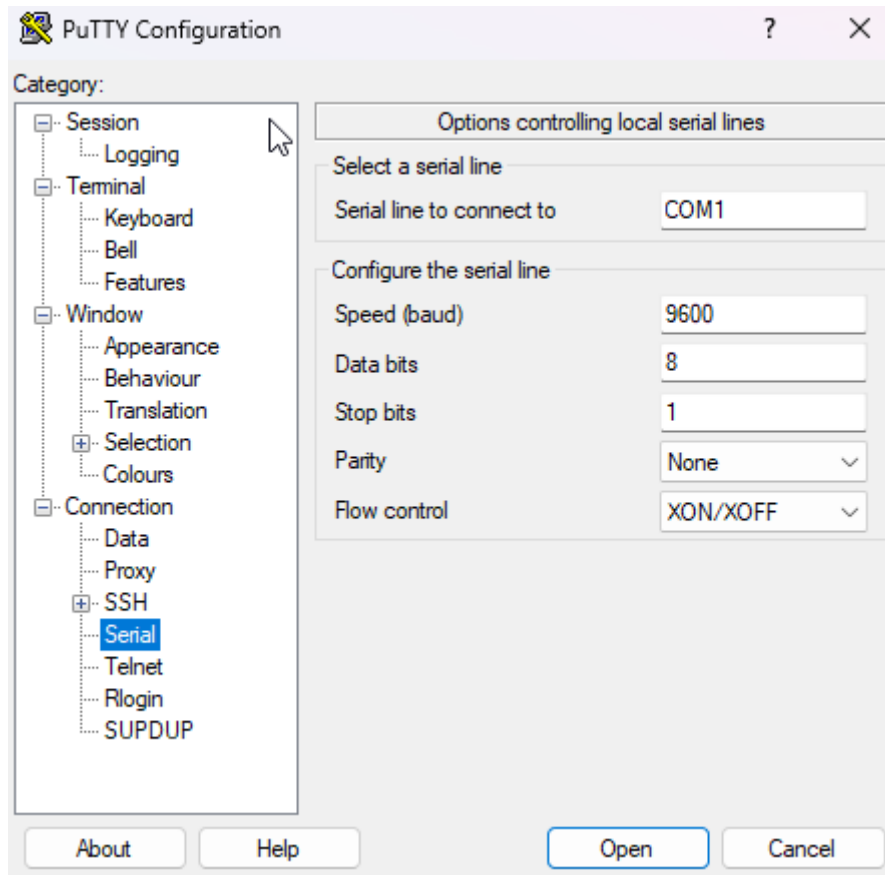 PuTTY Configuration
?
Category:
Session
Logging
Terminal
Keyboard
Bell
Features
Window
Appearance
Behaviour
Translation
Selection
Colours
Connection
Data
Proxy
SSH
Serial
Telnet
Rlogin
SUPDUP
Options controlling local serial lines
Select a serial line
Serial line to connect to COM1
Configure the serial line
Speed (baud) 9600
Data bits 8
Stop bits 1
Parity None
Flow control XON/XOFF
About Help Open Cancel